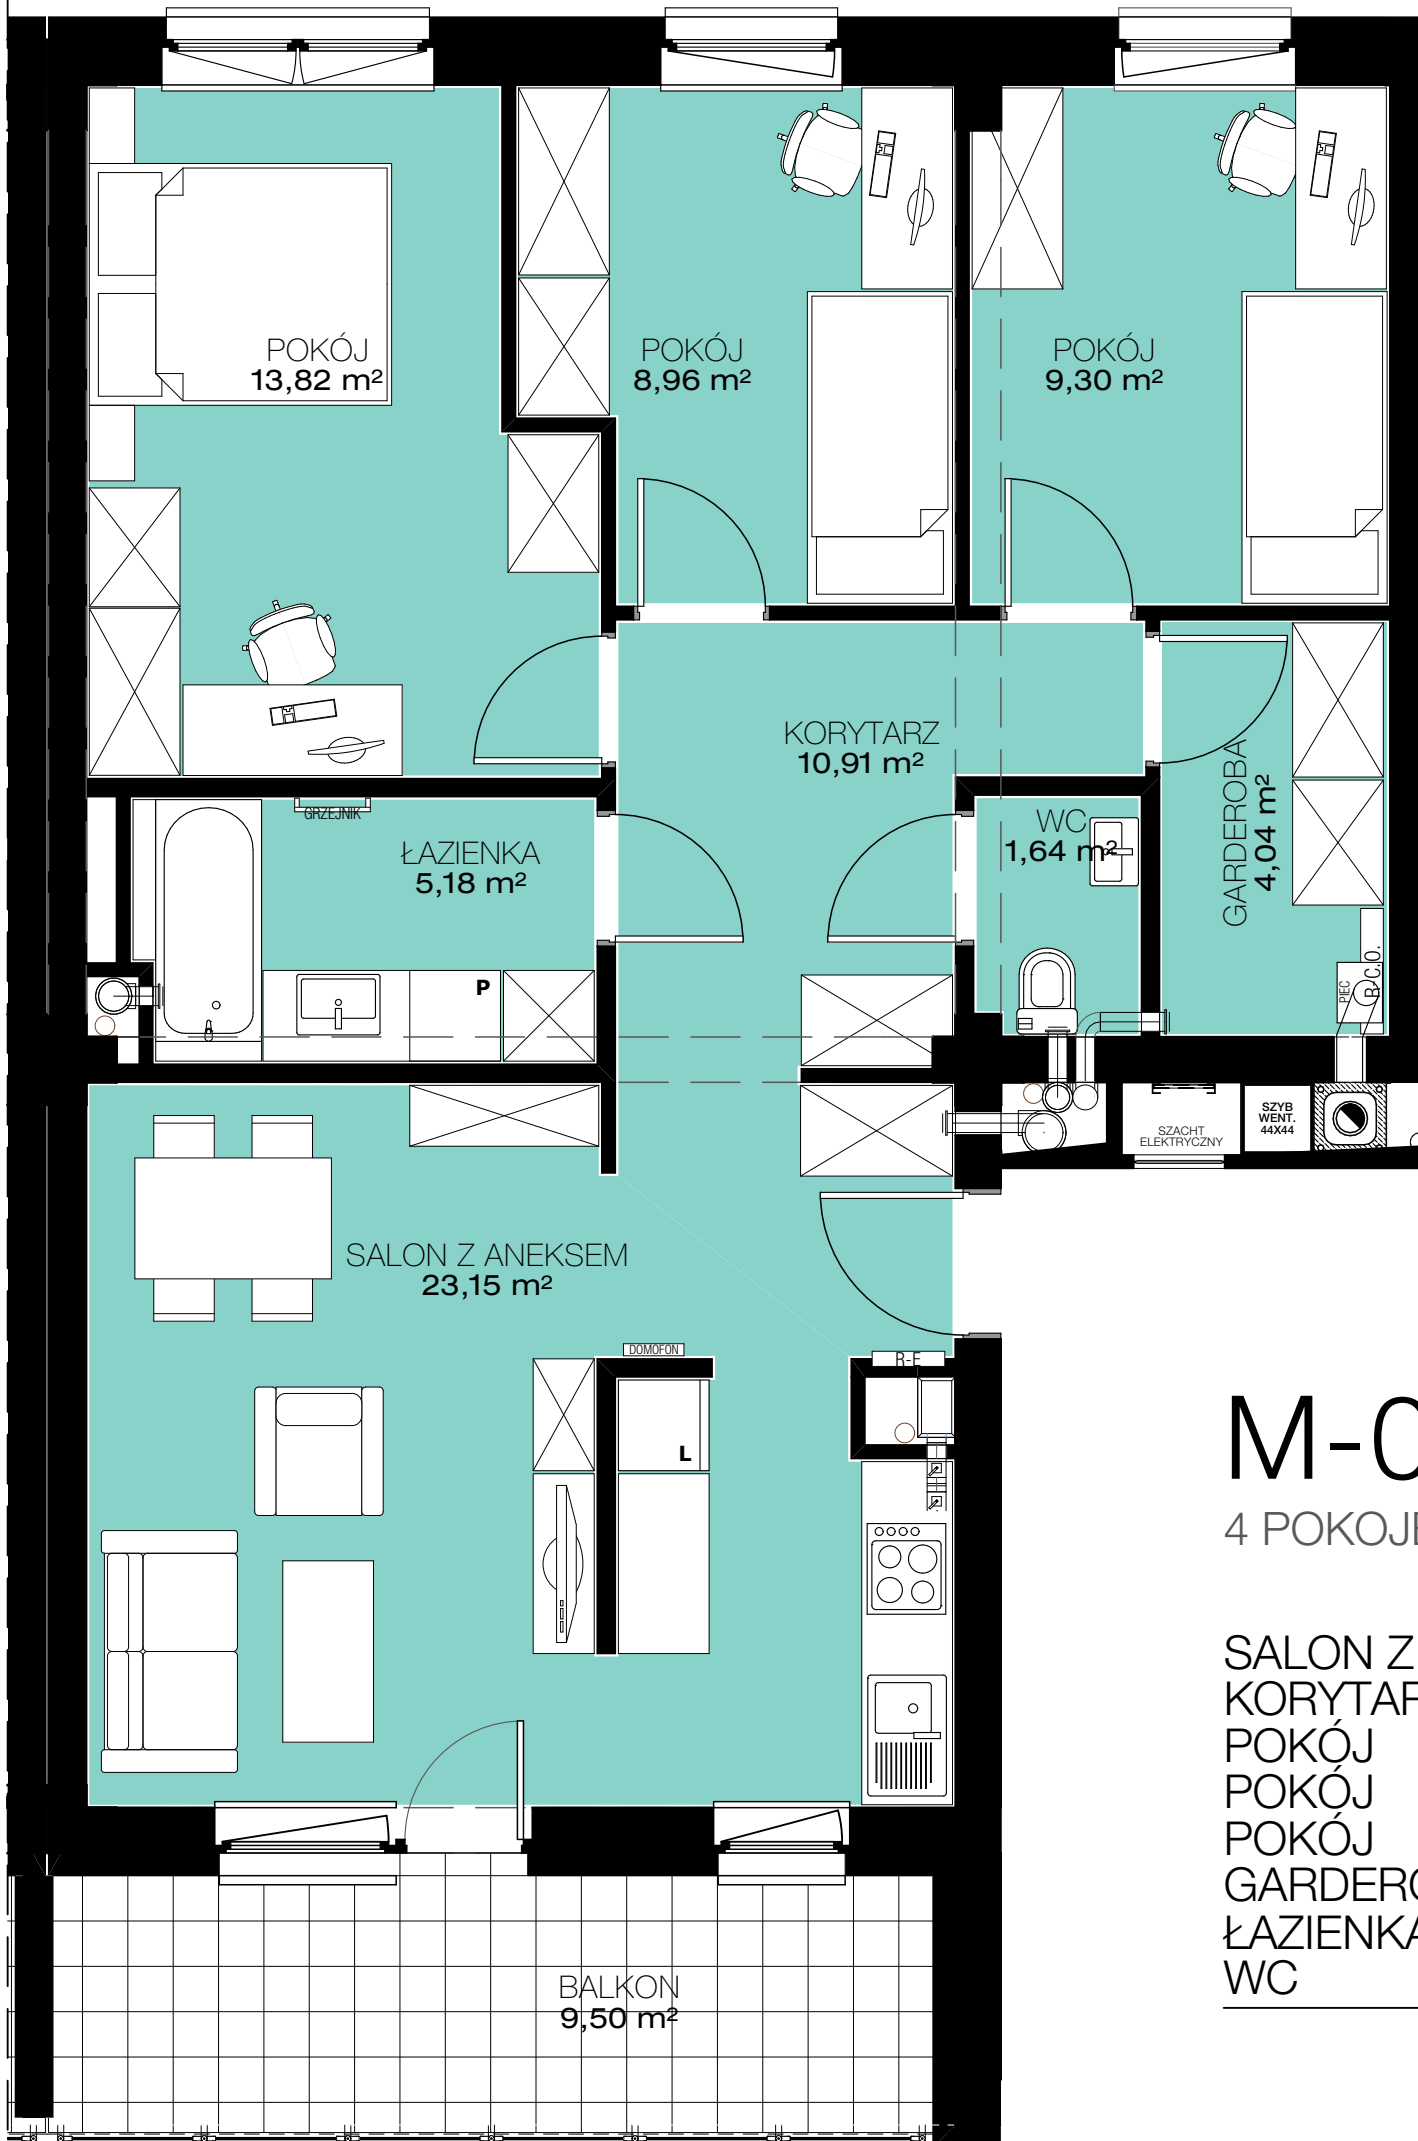 POKÓJ
13,82 m²
POKÓJ
8,96 m²
POKÓJ
9,30 m²
KORYTARZ
10,91 m²
GRZEJNIK
ŁAZIENKA
5,18 m²
P
WC
1,64 m²
GARDEROBA
4,04 m²
PIEC
R-C.O.
SZACHT
ELEKTRYCZNY
SZYB
WENT.
44X44
SALON Z ANEKSEM
23,15 m²
DOMOFON
R-E
L
M-0
4 POKOJE
SALON Z
KORYTAR
POKÓJ
POKÓJ
POKÓJ
GARDERO
ŁAZIENKA
WC
BALKON
9,50 m²